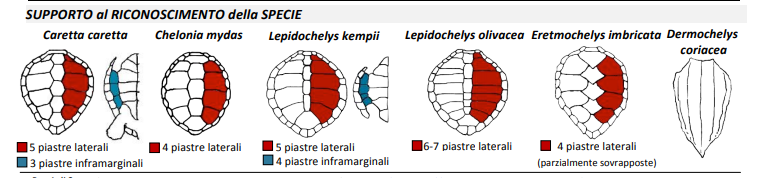 SUPPORTO al RICONOSCIMENTO della SPECIE
Caretta caretta
Chelonia mydas
Lepidochelys kempii
Lepidochelys olivacea
Eretmochelys imbricata
Dermochelys
coriacea
5 piastre laterali
3 piastre inframarginali
4 piastre laterali
5 piastre laterali
4 piastre inframarginali
6-7 piastre laterali
4 piastre laterali
(parzialmente sovrapposte)